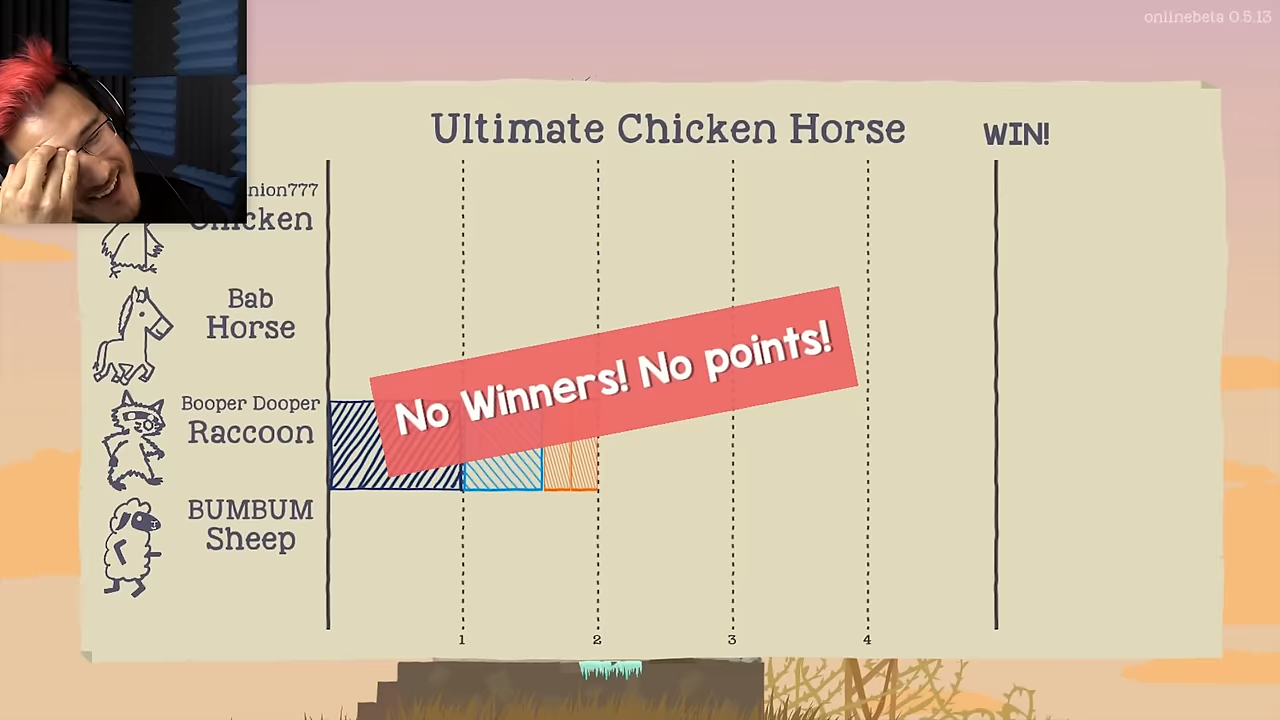 onlinebeta 0.5.13
Ultimate Chicken Horse
WIN!
nion777
Chicken
Bab
Horse
No Winners! No points!
Booper Dooper
Raccoon
BUMBUM
Sheep
1 2 3 4